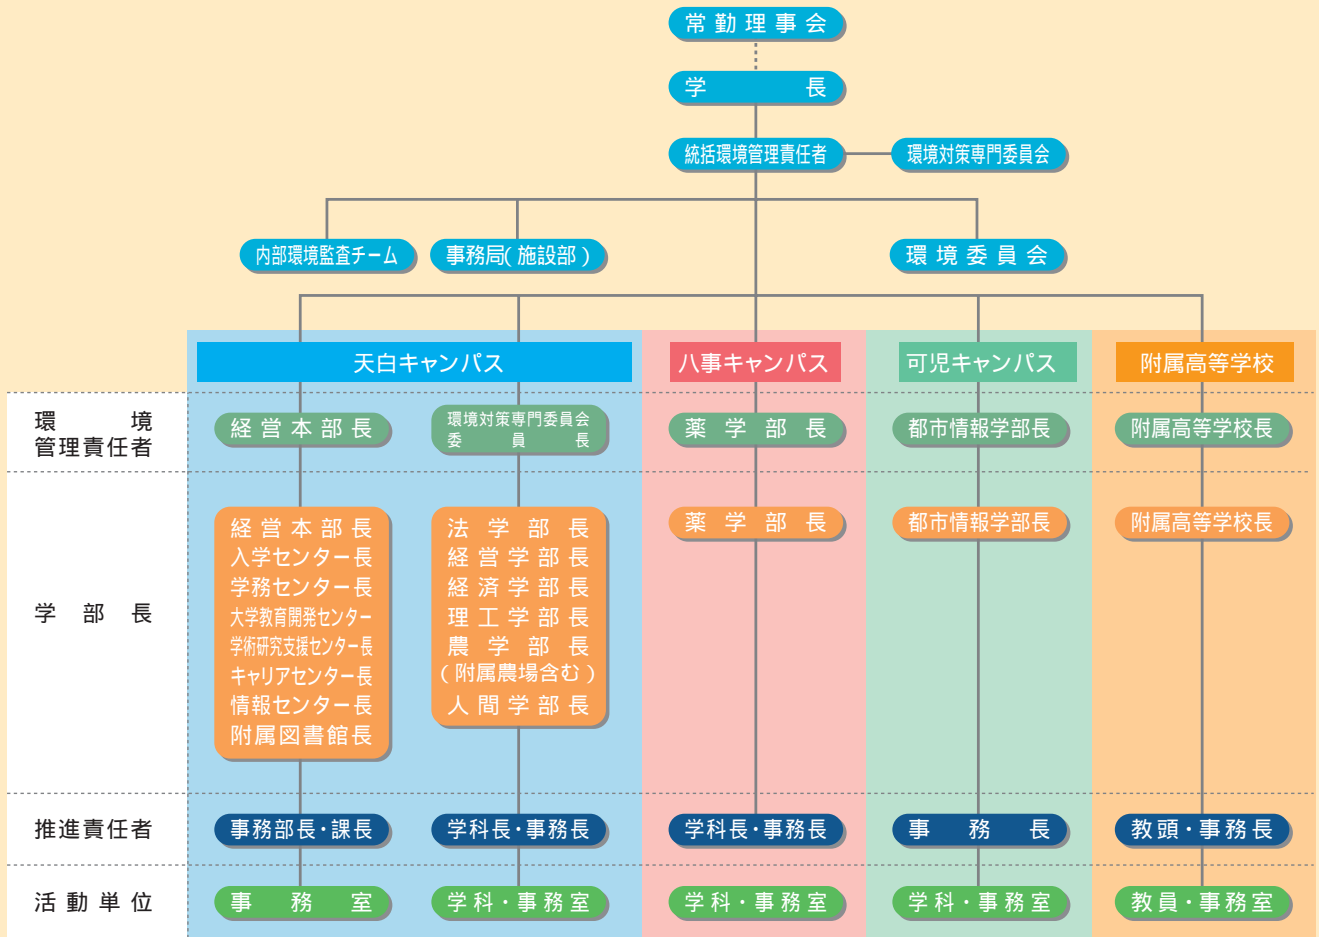 常勤理事会
学長
統括環境管理責任者
環境対策専門委員会
内部環境監査チーム
事務局(施設部)
環境委員会
天白キャンパス
八事キャンパス
可児キャンパス
附属高等学校
環境
管理責任者
経営本部長
環境対策専門委員会
委員長
薬学部長
都市情報学部長
附属高等学校長
学部長
経営本部長
入学センター長
学務センター長
大学教育開発センター
学術研究支援センター長
キャリアセンター長
情報センター長
附属図書館長
法学部長
経営学部長
経済学部長
理工学部長
農学部長
(附属農場含む)
人間学部長
薬学部長
都市情報学部長
附属高等学校長
推進責任者
事務部長・課長
学科長・事務長
学科長・事務長
事務長
教頭・事務長
活動単位
事務室
学科・事務室
学科・事務室
学科・事務室
教員・事務室